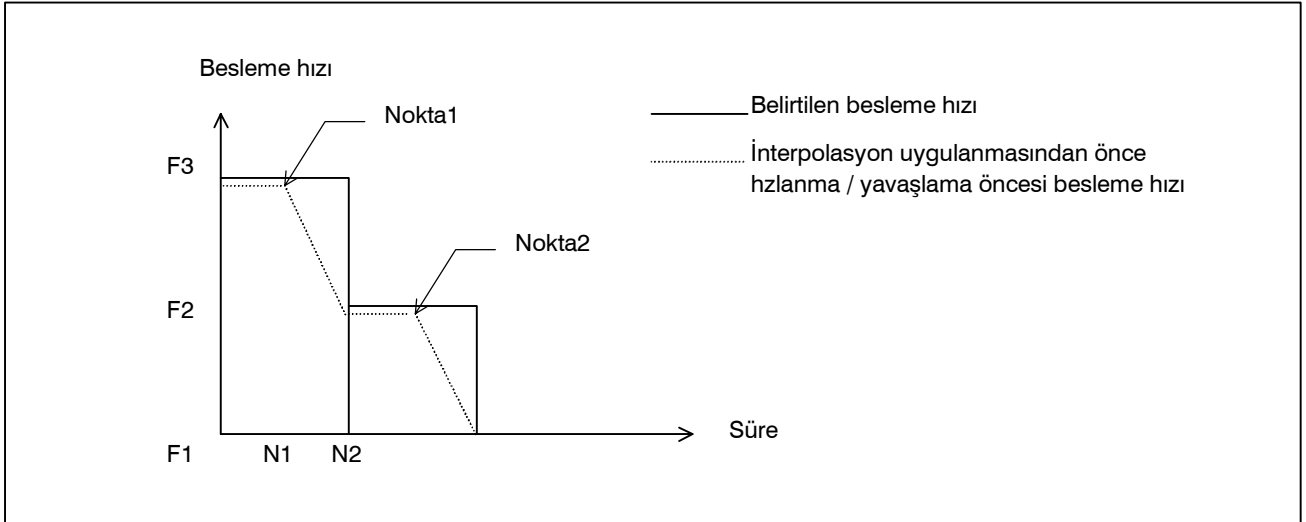 Besleme hızı
Nokta1
Belirtilen besleme hızı
F3
İnterpolasyon uygulanmasından önce
hzlanma / yavaşlama öncesi besleme hızı
Nokta2
F2
Süre
F1 N1 N2